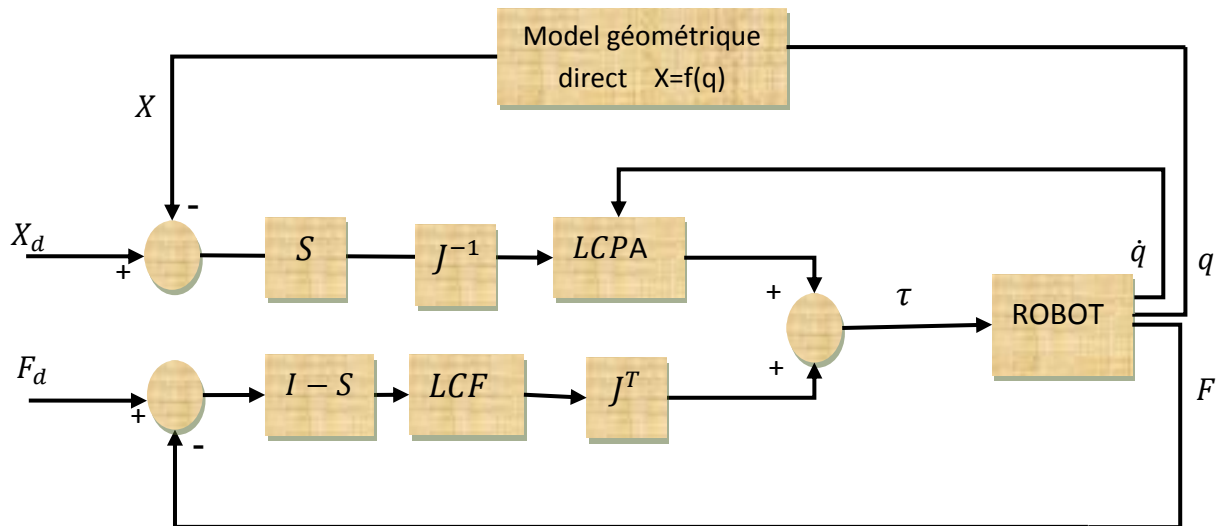 Model géométrique
direct X=f(q)
X
-
X_d
+
S
J^{-1}
LCPA
q̇
q
+
τ
ROBOT
F_d
+
-
I − S
LCF
J^T
+
F